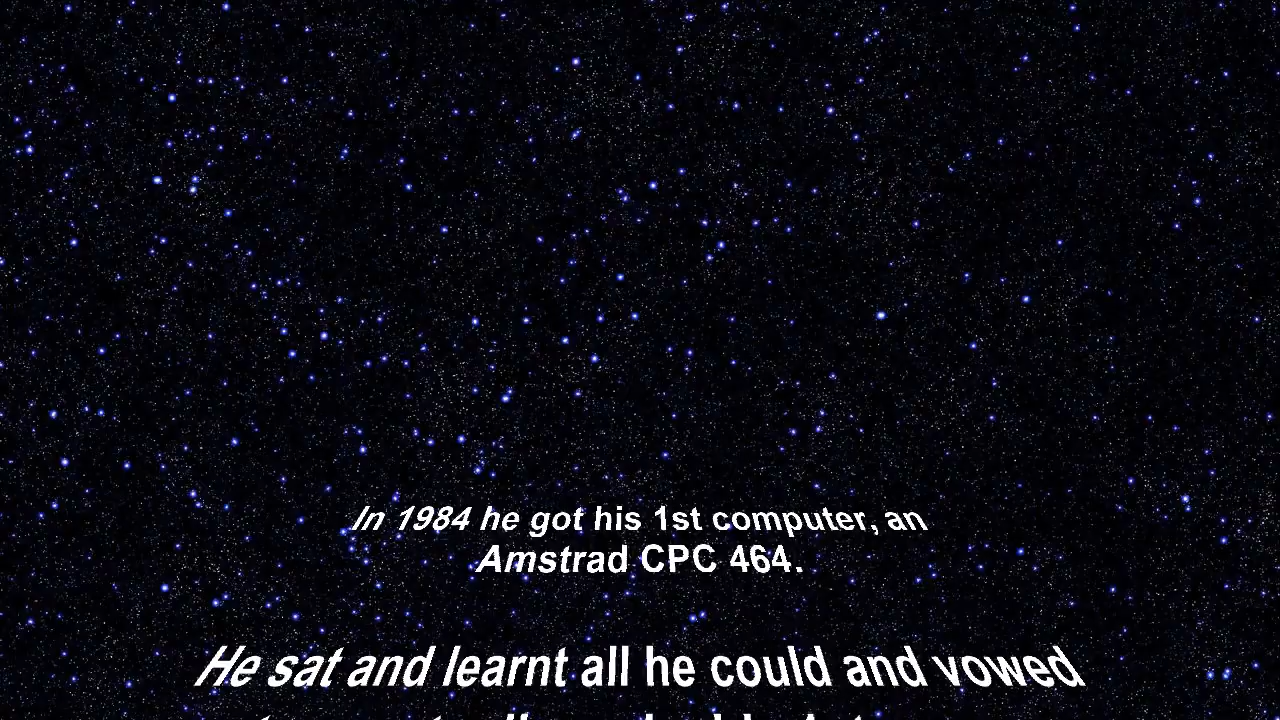 In 1984 he got his 1st computer, an
Amstrad CPC 464.
He sat and learnt all he could and vowed